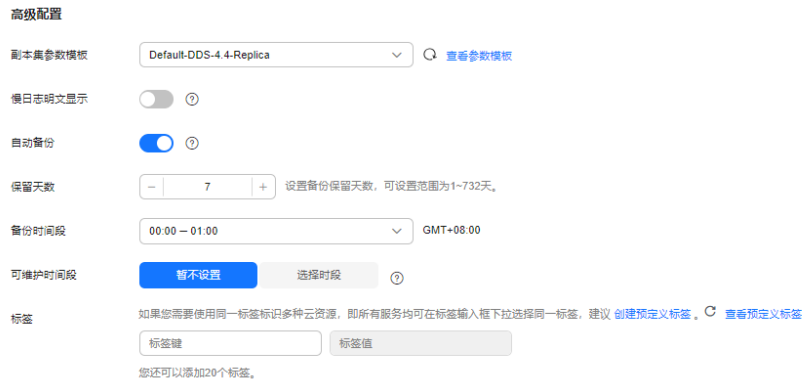 高级配置
副本集参数模板 Default-DDS-4.4-Replica 查看参数模板
慢日志明文显示
自动备份
保留天数 − 7 + 设置备份保留天数，可设置范围为1~732天。
备份时间段 00:00 — 01:00 GMT+08:00
可维护时间段 暂不设置 选择时段
标签 如果您需要使用同一标签标识多种云资源，即所有服务均可在标签输入框下拉选择同一标签，建议 创建预定义标签 。 查看预定义标签
标签键 标签值
您还可以添加20个标签。